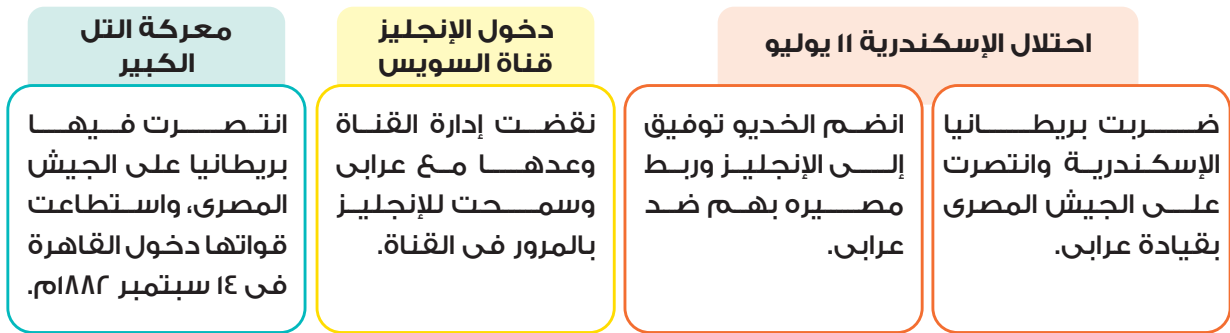 احتلال الإسكندرية ١١ يوليو
ضربت بريطانيا
الإسكندرية وانتصرت
على الجيش المصرى
بقيادة عرابى.
انضم الخديو توفيق
إلى الإنجليز وربط
مصيره بهم ضد
عرابى.
دخول الإنجليز
قناة السويس
نقضت إدارة القناة
وعدها مع عرابى
وسمحت للإنجليز
بالمرور فى القناة.
معركة التل
الكبير
انتصرت فيها
بريطانيا على الجيش
المصرى، واستطاعت
قواتها دخول القاهرة
فى ١٤ سبتمبر ١٨٨٢م.